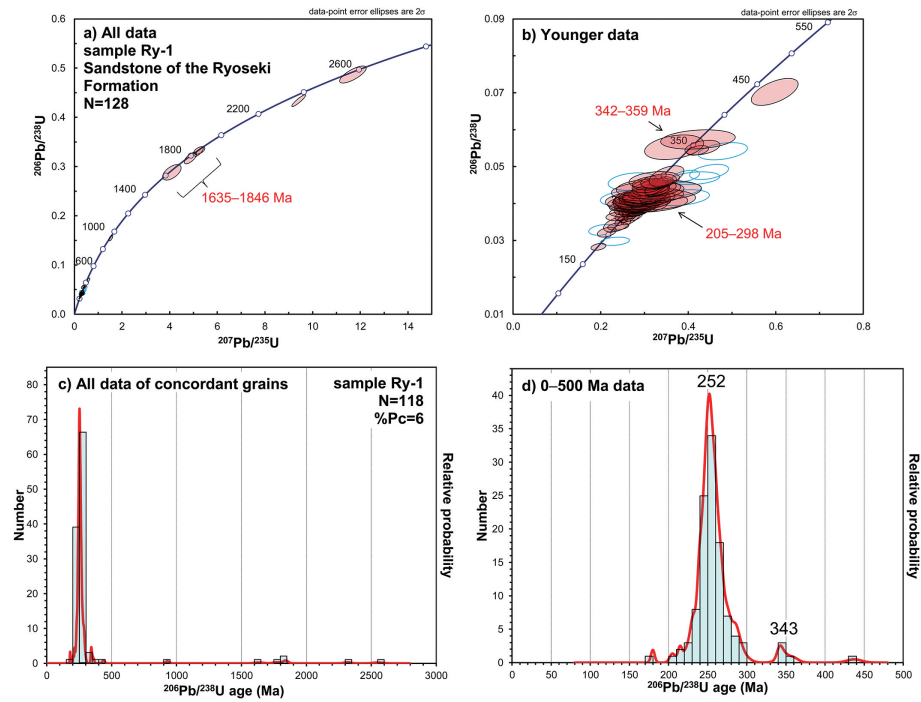 data-point error ellipses are 2σ
a) All data
sample Ry-1
Sandstone of the Ryoseki
Formation
N=128
206Pb/238U
0.6
0.5
0.4
0.3
0.2
0.1
0.0
600
1000
1400
1800
2200
2600
1635–1846 Ma
0
2
4
6
8
10
12
14
207Pb/235U
data-point error ellipses are 2σ
b) Younger data
206Pb/238U
0.09
0.07
0.05
0.03
0.01
550
450
342–359 Ma
350
205–298 Ma
150
0.0
0.2
0.4
0.6
0.8
207Pb/235U
c) All data of concordant grains
sample Ry-1
N=118
%Pc=6
Number
80
70
60
50
40
30
20
10
0
Relative probability
0
500
1000
1500
2000
2500
3000
206Pb/238U age (Ma)
d) 0–500 Ma data
252
343
Number
40
35
30
25
20
15
10
5
0
Relative probability
0
50
100
150
200
250
300
350
400
450
500
206Pb/238U age (Ma)